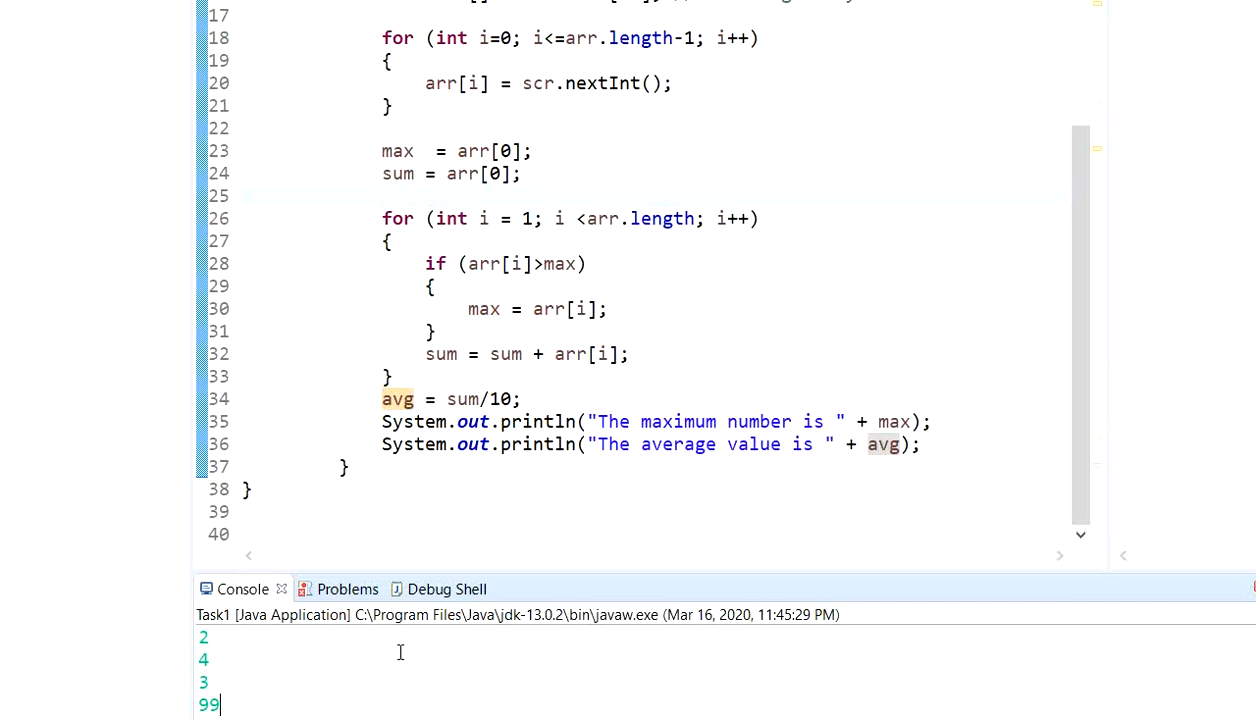 17
18 for (int i=0; i<=arr.length-1; i++)
19 {
20 arr[i] = scr.nextInt();
21 }
22
23 max  = arr[0];
24 sum = arr[0];
25
26 for (int i = 1; i <arr.length; i++)
27 {
28 if (arr[i]>max)
29 {
30 max = arr[i];
31 }
32 sum = sum + arr[i];
33 }
34 avg = sum/10;
35 System.out.println("The maximum number is " + max);
36 System.out.println("The average value is " + avg);
37 }
38 }
39
40
Console Problems Debug Shell
Task1 [Java Application] C:\Program Files\Java\jdk-13.0.2\bin\javaw.exe (Mar 16, 2020, 11:45:29 PM)
2
4
3
99